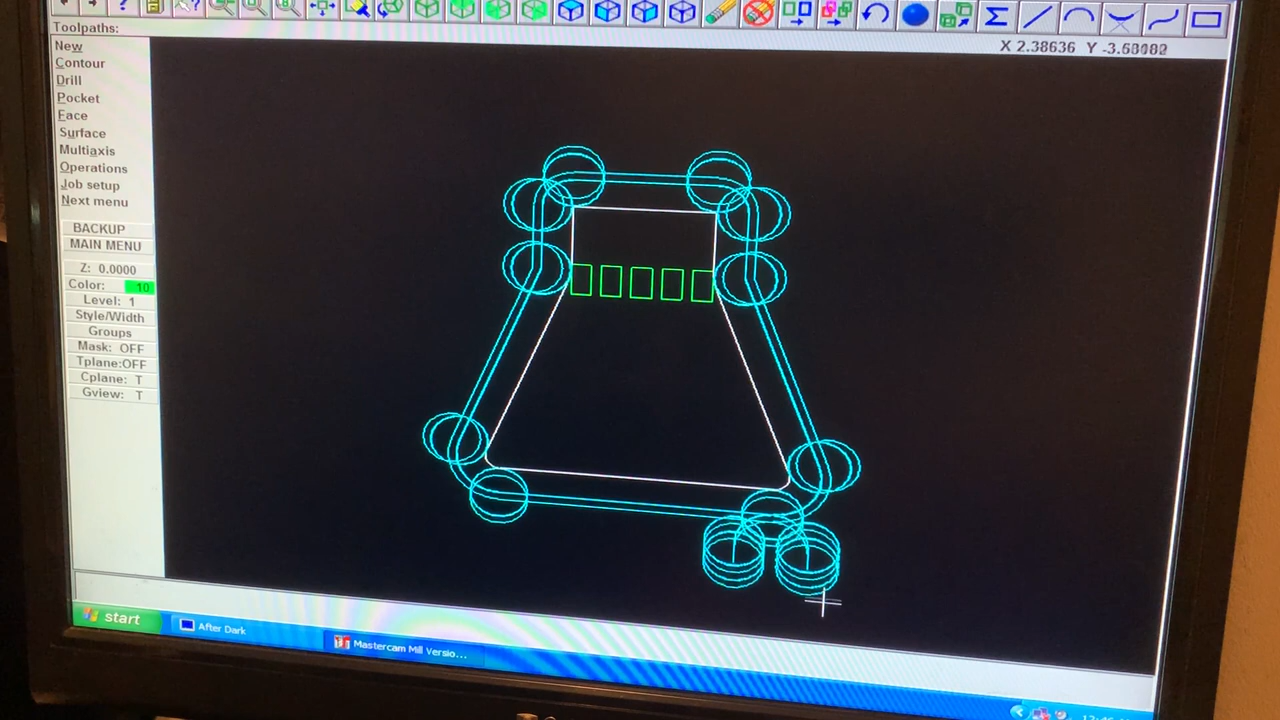 Toolpaths:
X 2.38636 Y
New
Contour
Drill
Pocket
Face
Surface
Multiaxis
Operations
Job setup
Next menu
BACKUP
MAIN MENU
Z: 0.0000
Color: 10
Level: 1
Style/Width
Groups
Mask: OFF
Tplane:OFF
Cplane: T
Gview: T
start
After Dark
Mastercam Mill Versio...